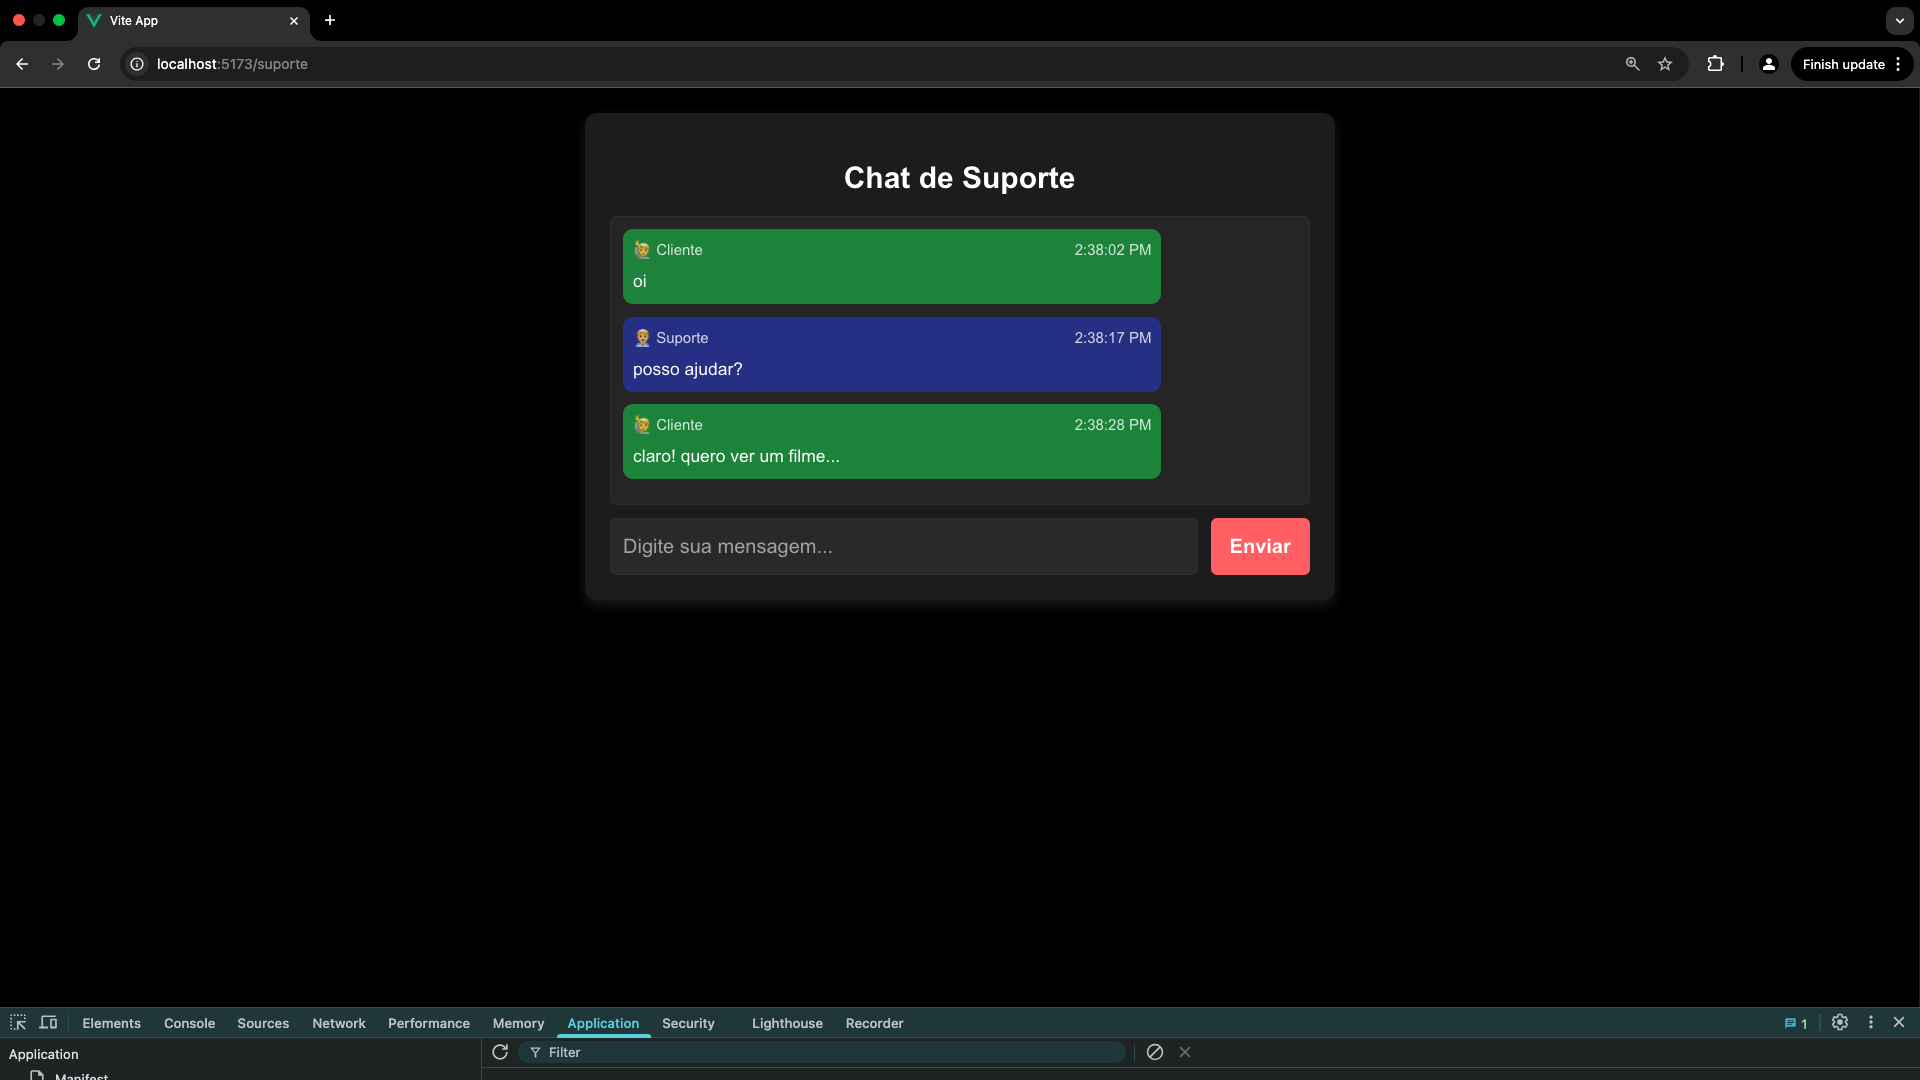 Vite App
localhost:5173/suporte
Finish update
Chat de Suporte
Cliente 2:38:02 PM
oi
Suporte 2:38:17 PM
posso ajudar?
Cliente 2:38:28 PM
claro! quero ver um filme...
Digite sua mensagem... Enviar
Elements Console Sources Network Performance Memory Application Security Lighthouse Recorder 1
Application Filter
Manifest